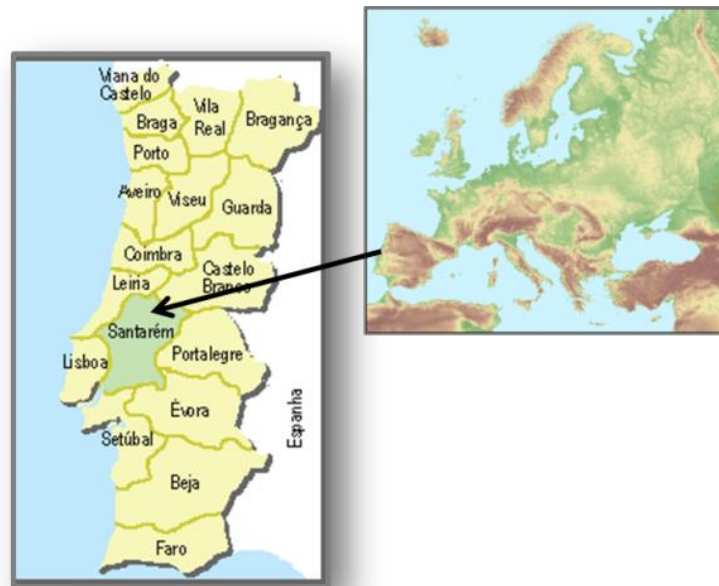 Viana do
Castelo
Braga
Vila
Real
Bragança
Porto
Aveiro
Viseu
Guarda
Coimbra
Leiria
Castelo
Branco
Santarém
Lisboa
Portalegre
Évora
Espanha
Setúbal
Beja
Faro